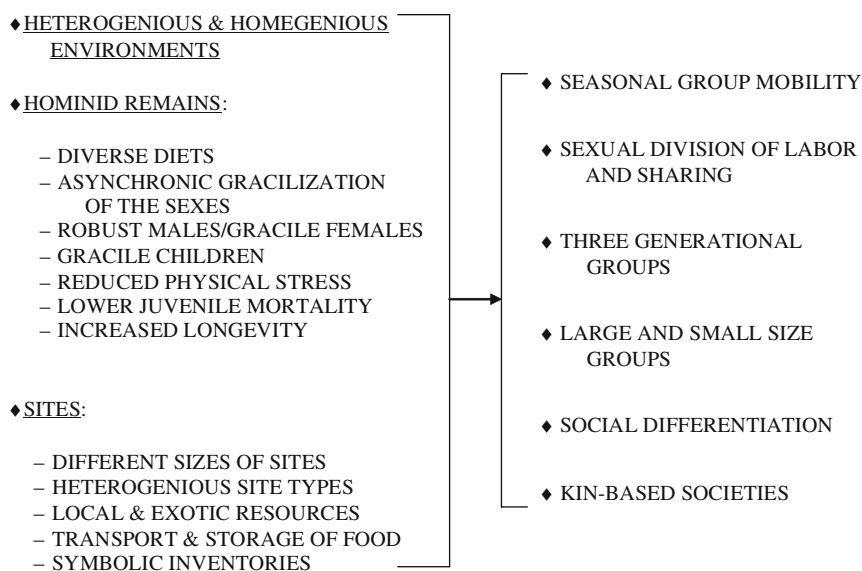 ♦HETEROGENIOUS & HOMEGENIOUS
ENVIRONMENTS
♦HOMINID REMAINS:
– DIVERSE DIETS
– ASYNCHRONIC GRACILIZATION
OF THE SEXES
– ROBUST MALES/GRACILE FEMALES
– GRACILE CHILDREN
– REDUCED PHYSICAL STRESS
– LOWER JUVENILE MORTALITY
– INCREASED LONGEVITY
♦SITES:
– DIFFERENT SIZES OF SITES
– HETEROGENIOUS SITE TYPES
– LOCAL & EXOTIC RESOURCES
– TRANSPORT & STORAGE OF FOOD
– SYMBOLIC INVENTORIES
♦ SEASONAL GROUP MOBILITY
♦ SEXUAL DIVISION OF LABOR
AND SHARING
♦ THREE GENERATIONAL
GROUPS
♦ LARGE AND SMALL SIZE
GROUPS
♦ SOCIAL DIFFERENTIATION
♦ KIN-BASED SOCIETIES